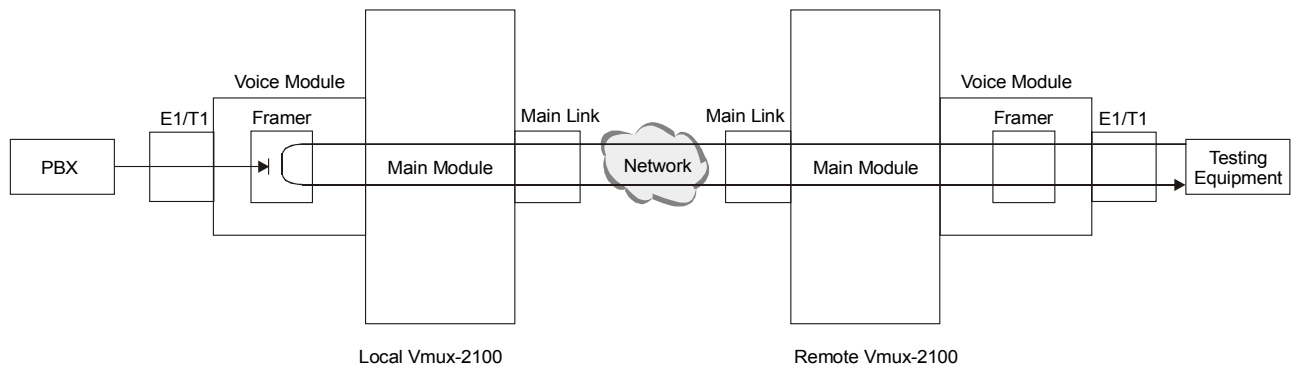 Voice Module
Voice Module
E1/T1
Framer
Main Link
Main Link
Framer
E1/T1
PBX
Main Module
Network
Main Module
Testing
Equipment
Local Vmux-2100
Remote Vmux-2100